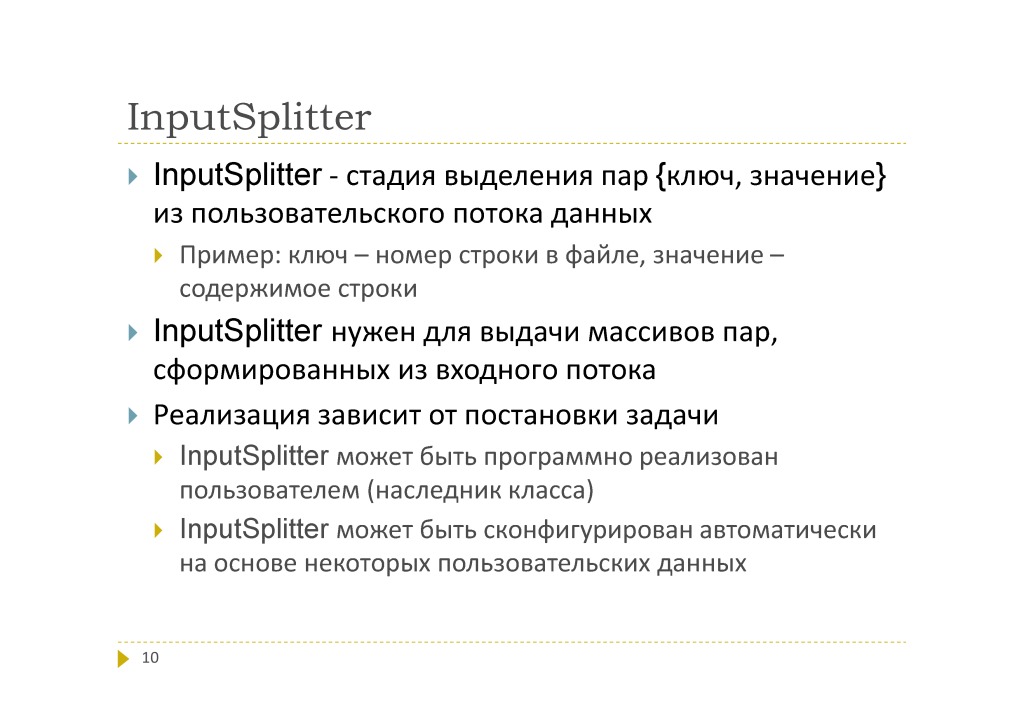 InputSplitter
InputSplitter - стадия выделения пар {ключ, значение}
из пользовательского потока данных
Пример: ключ – номер строки в файле, значение –
содержимое строки
InputSplitter нужен для выдачи массивов пар,
сформированных из входного потока
Реализация зависит от постановки задачи
InputSplitter может быть программно реализован
пользователем (наследник класса)
InputSplitter может быть сконфигурирован автоматически
на основе некоторых пользовательских данных
10